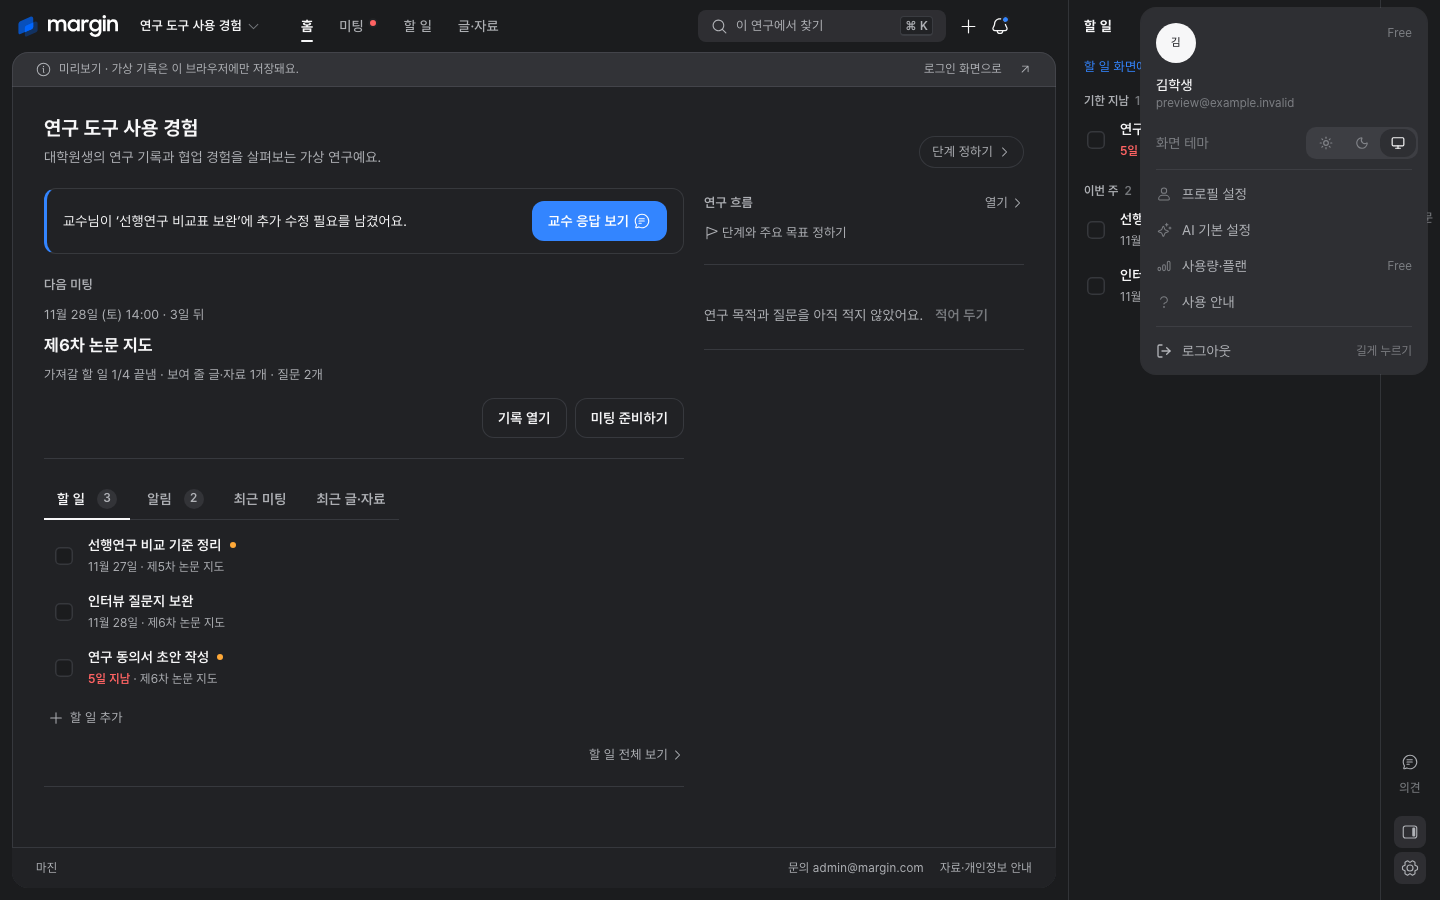 margin
연구 도구 사용 경험
홈
미팅
할 일
글·자료
이 연구에서 찾기
⌘ K
미리보기 · 가상 기록은 이 브라우저에만 저장돼요.
로그인 화면으로
연구 도구 사용 경험
대학원생의 연구 기록과 협업 경험을 살펴보는 가상 연구예요.
단계 정하기
교수님이 ‘선행연구 비교표 보완’에 추가 수정 필요를 남겼어요.
교수 응답 보기
다음 미팅
11월 28일 (토) 14:00 · 3일 뒤
제6차 논문 지도
가져갈 할 일 1/4 끝냄 · 보여 줄 글·자료 1개 · 질문 2개
기록 열기
미팅 준비하기
연구 흐름
열기
단계와 주요 목표 정하기
연구 목적과 질문을 아직 적지 않았어요.
적어 두기
할 일 3
알림 2
최근 미팅
최근 글·자료
선행연구 비교 기준 정리
11월 27일 · 제5차 논문 지도
인터뷰 질문지 보완
11월 28일 · 제6차 논문 지도
연구 동의서 초안 작성
5일 지남 · 제6차 논문 지도
할 일 추가
할 일 전체 보기
마진
문의 admin@margin.com
자료·개인정보 안내
할 일
할 일 화면
기한 지남 1
연구
5일
이번 주 2
선행
11월
인터
11월
김
Free
김학생
preview@example.invalid
화면 테마
프로필 설정
AI 기본 설정
사용량·플랜
Free
사용 안내
로그아웃
길게 누르기
의견